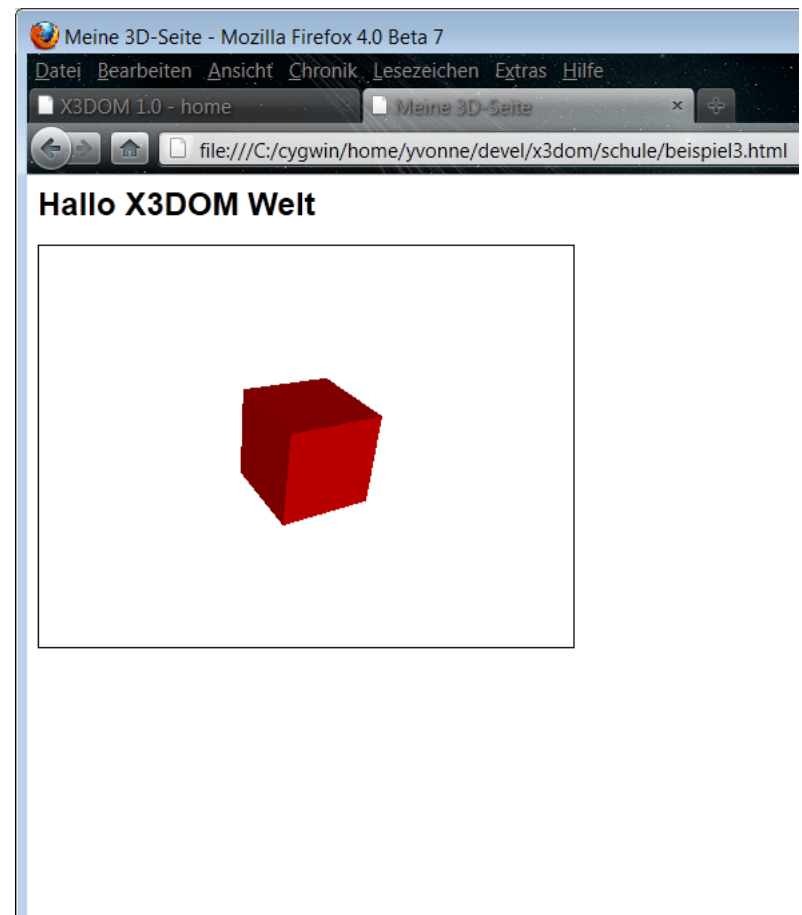 Meine 3D-Seite - Mozilla Firefox 4.0 Beta 7
Datei Bearbeiten Ansicht Chronik Lesezeichen Extras Hilfe
X3DOM 1.0 - home Meine 3D-Seite
file:///C:/cygwin/home/yvonne/devel/x3dom/schule/beispiel3.html
Hallo X3DOM Welt